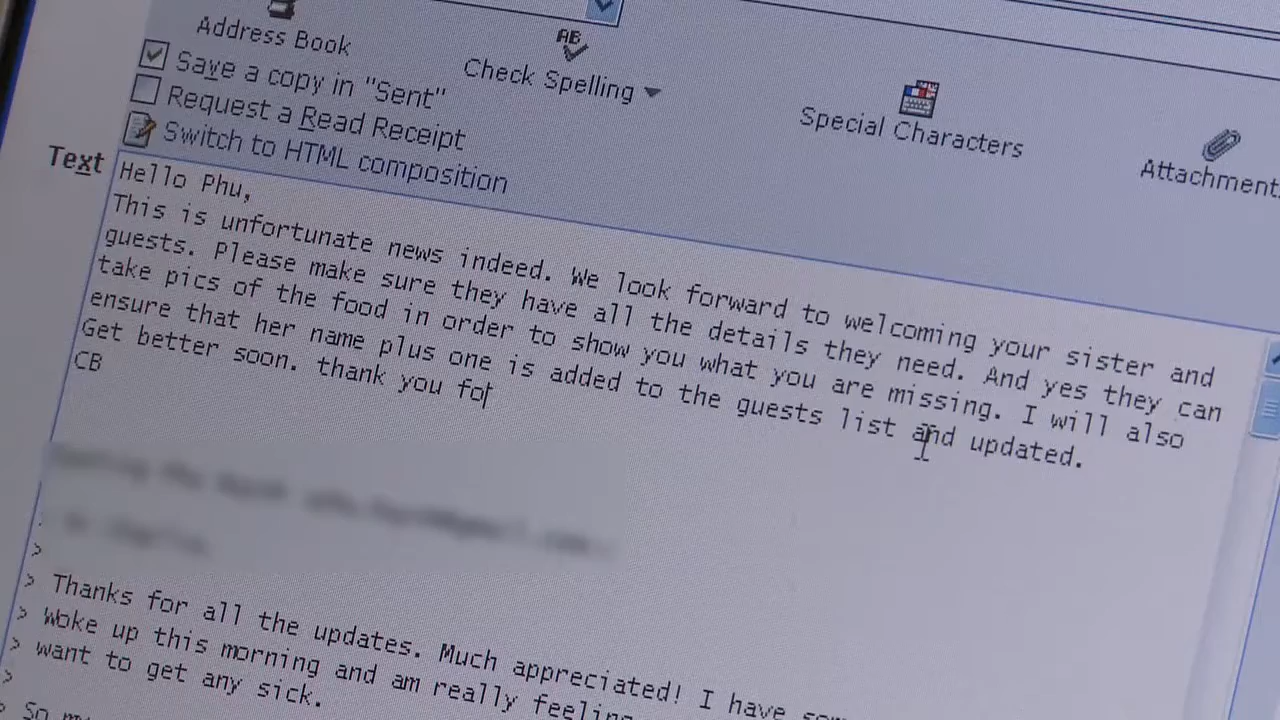 Address Book
Check Spelling
Special Characters
Attachment
Save a copy in "Sent"
Request a Read Receipt
Switch to HTML composition
Text
Hello Phu,
This is unfortunate news indeed. We look forward to welcoming your sister and
guests. Please make sure they have all the details they need. And yes they can
take pics of the food in order to show you what you are missing. I will also
ensure that her name plus one is added to the guests list and updated.
Get better soon. thank you fo
CB
>
> Thanks for all the updates. Much appreciated! I have
> Woke up this morning and am really feeling
> want to get any sick.
>
> So